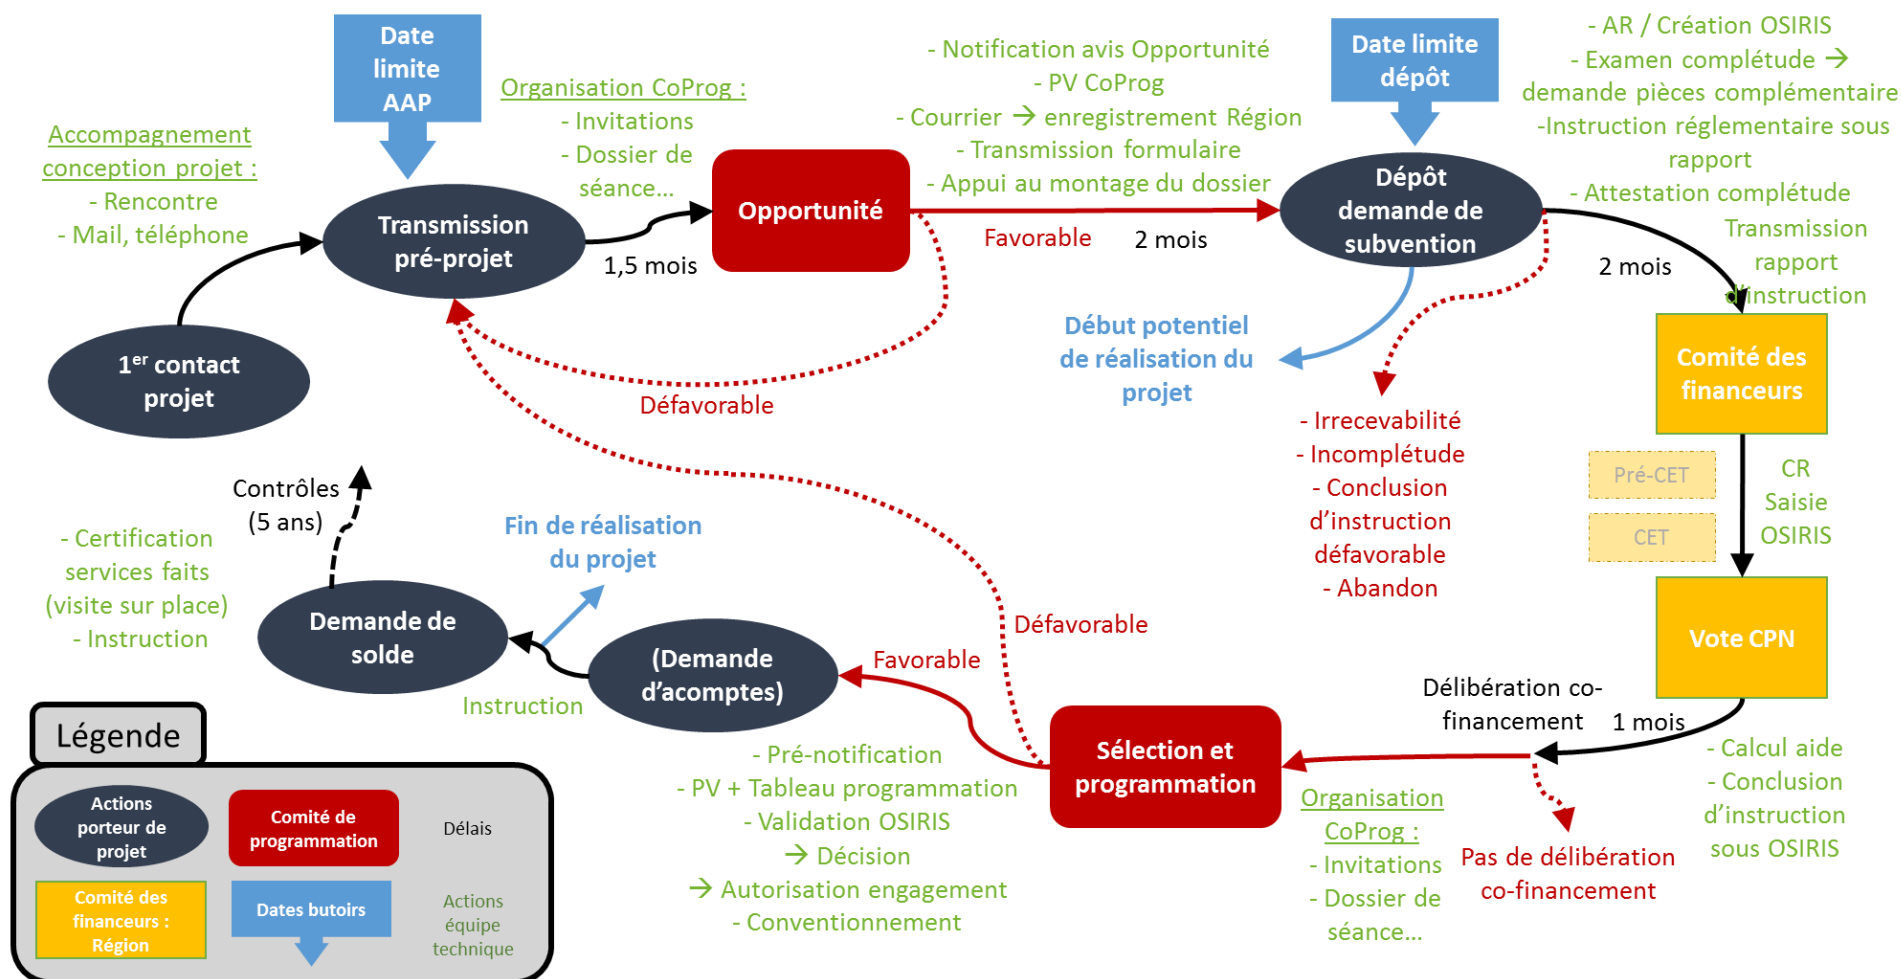 Date
limite
AAP
Accompagnement
conception projet :
- Rencontre
- Mail, téléphone
Organisation CoProg :
- Invitations
- Dossier de
séance...
- Notification avis Opportunité
- PV CoProg
- Courrier → enregistrement Région
- Transmission formulaire
- Appui au montage du dossier
Date limite
dépôt
- AR / Création OSIRIS
- Examen complétude →
demande pièces complémentaire
-Instruction réglementaire sous
rapport
- Attestation complétude
Transmission
rapport
d'instruction
1er contact
projet
Transmission
pré-projet
1,5 mois
Opportunité
Favorable
2 mois
Dépôt
demande de
subvention
2 mois
Défavorable
Début potentiel
de réalisation du
projet
- Irrecevabilité
- Incomplétude
- Conclusion
d'instruction
défavorable
- Abandon
Comité des
financeurs
Pré-CET
CET
CR
Saisie
OSIRIS
Vote CPN
Délibération co-
financement
1 mois
- Calcul aide
- Conclusion
d'instruction
sous OSIRIS
Pas de délibération
co-financement
Organisation
CoProg :
- Invitations
- Dossier de
séance...
Sélection et
programmation
Défavorable
Favorable
- Pré-notification
- PV + Tableau programmation
- Validation OSIRIS
→ Décision
→ Autorisation engagement
- Conventionnement
(Demande
d'acomptes)
Instruction
Fin de réalisation
du projet
Demande de
solde
Contrôles
(5 ans)
- Certification
services faits
(visite sur place)
- Instruction
Légende
Actions
porteur de
projet
Comité de
programmation
Délais
Comité des
financeurs :
Région
Dates butoirs
Actions
équipe
technique